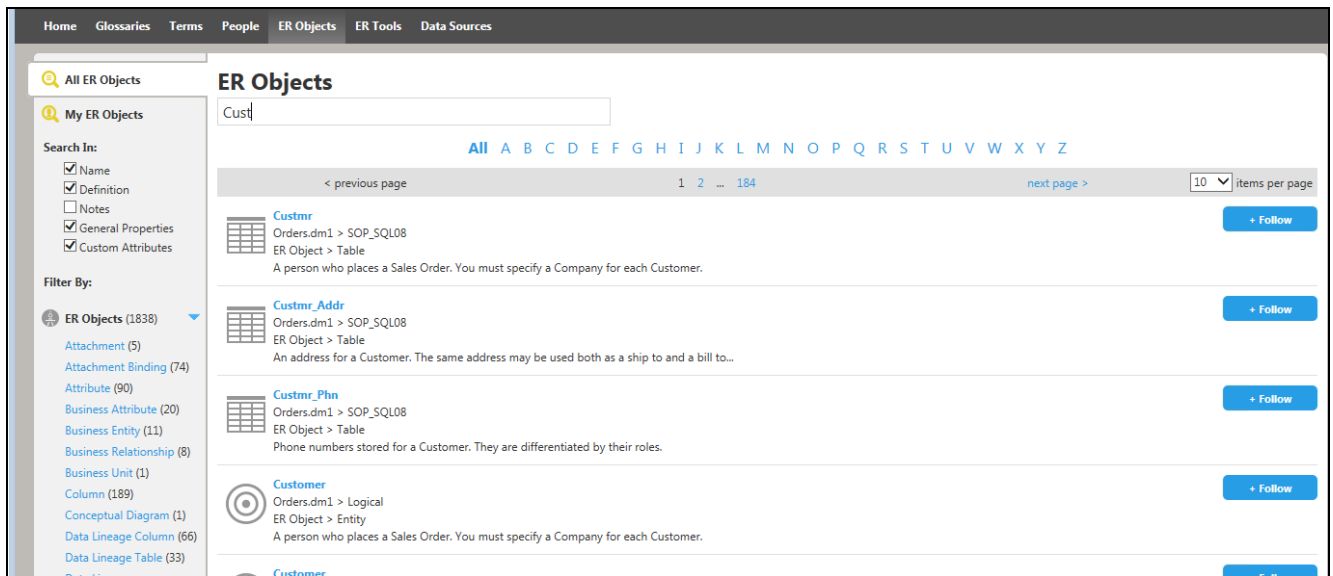 Home Glossaries Terms People ER Objects ER Tools Data Sources
All ER Objects
My ER Objects
Search In:
Name
Definition
Notes
General Properties
Custom Attributes
Filter By:
ER Objects (1838)
Attachment (5)
Attachment Binding (74)
Attribute (90)
Business Attribute (20)
Business Entity (11)
Business Relationship (8)
Business Unit (1)
Column (189)
Conceptual Diagram (1)
Data Lineage Column (66)
Data Lineage Table (33)
ER Objects
Cust
All A B C D E F G H I J K L M N O P Q R S T U V W X Y Z
< previous page 1 2 ... 184 next page > 10 items per page
Custmr
+ Follow
Orders.dm1 > SOP_SQL08
ER Object > Table
A person who places a Sales Order. You must specify a Company for each Customer.
Custmr_Addr
+ Follow
Orders.dm1 > SOP_SQL08
ER Object > Table
An address for a Customer. The same address may be used both as a ship to and a bill to...
Custmr_Phn
+ Follow
Orders.dm1 > SOP_SQL08
ER Object > Table
Phone numbers stored for a Customer. They are differentiated by their roles.
Customer
+ Follow
Orders.dm1 > Logical
ER Object > Entity
A person who places a Sales Order. You must specify a Company for each Customer.
Customer